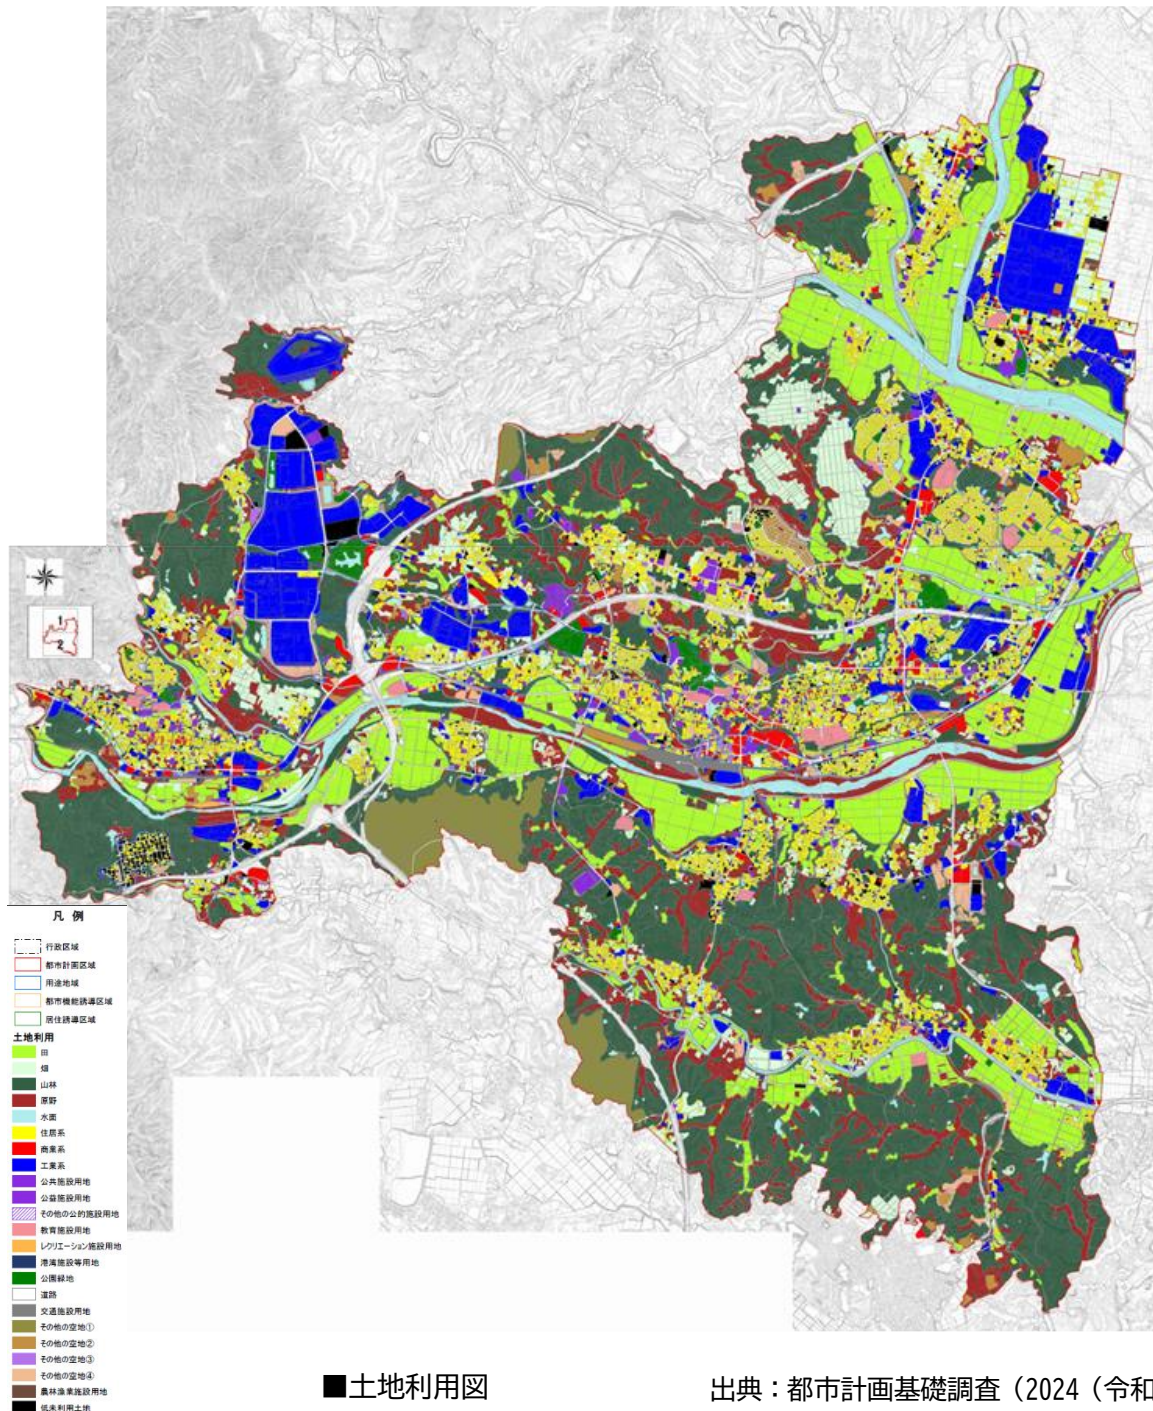 1
2
凡 例
行政区域
都市計画区域
用途地域
都市機能誘導区域
居住誘導区域
土地利用
田
畑
山林
原野
水面
住居系
商業系
工業系
公共施設用地
公益施設用地
その他の公的施設用地
教育施設用地
レクリエーション施設用地
港湾施設等用地
公園緑地
道路
交通施設用地
その他の空地①
その他の空地②
その他の空地③
その他の空地④
農林漁業施設用地
低未利用土地
■土地利用図
出典：都市計画基礎調査（2024（令和